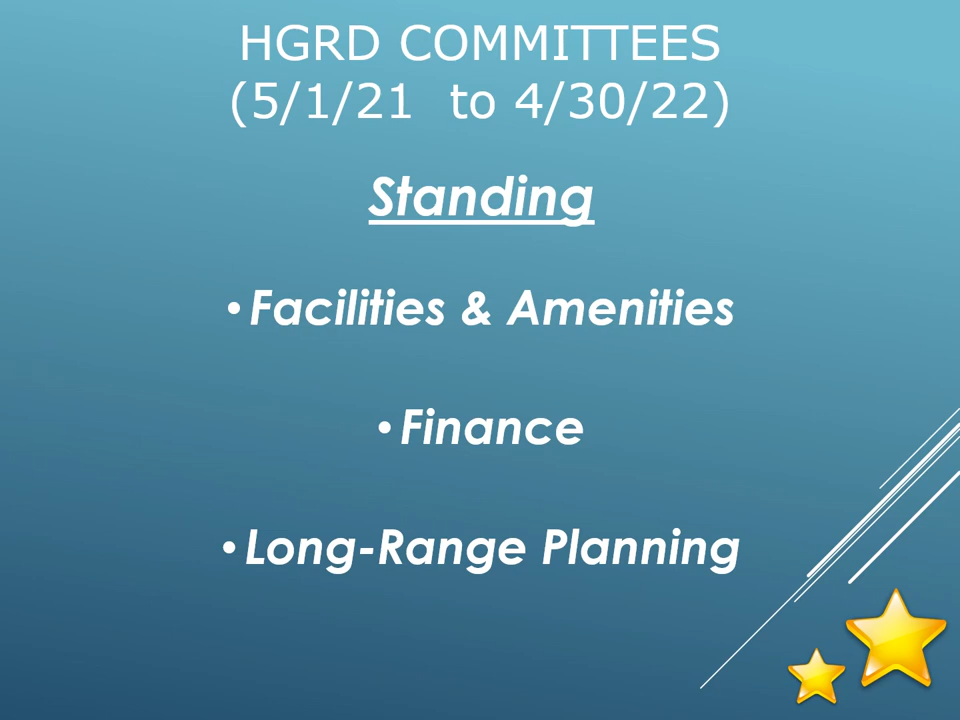 HGRD COMMITTEES
(5/1/21 to 4/30/22)
Standing
• Facilities & Amenities
• Finance
• Long-Range Planning